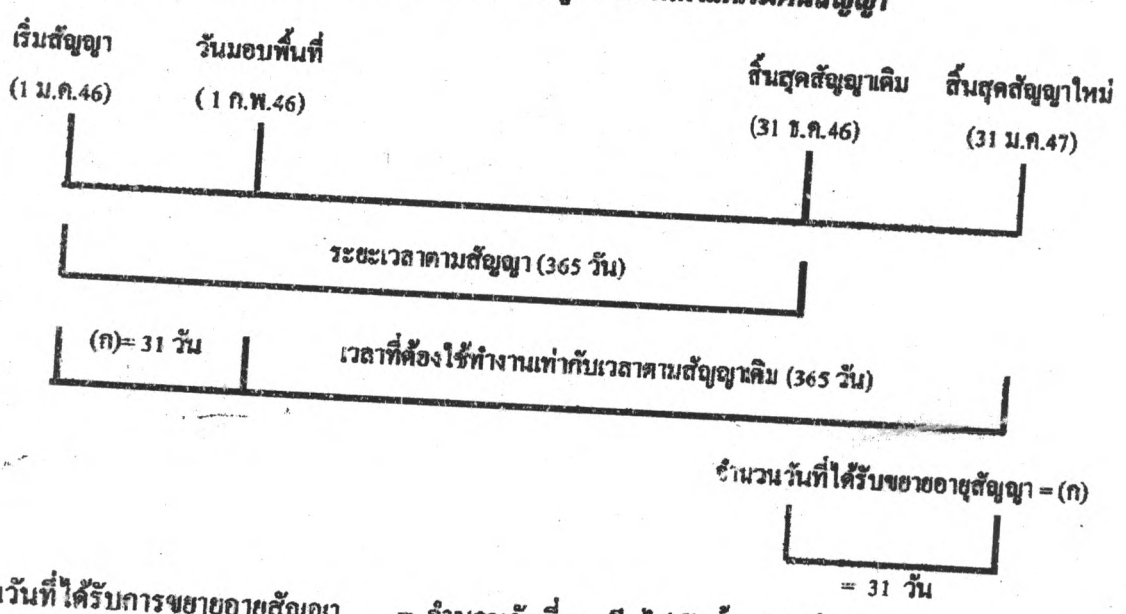 เริ่มสัญญา วันมอบพื้นที่ สิ้นสุดสัญญาเดิม สิ้นสุดสัญญาใหม่
(1 ม.ค.46) ( 1 ก.พ.46) (31 ธ.ค.46) (31 ม.ค.47)
ระยะเวลาตามสัญญา (365 วัน)
(ก)= 31 วัน เวลาที่ต้องใช้ทำงานเท่ากับเวลาตามสัญญาเดิม (365 วัน)
จำนวนวันที่ได้รับขยายอายุสัญญา = (ก)
= 31 วัน
วันที่ได้รับการขยายอายุสัญญา =